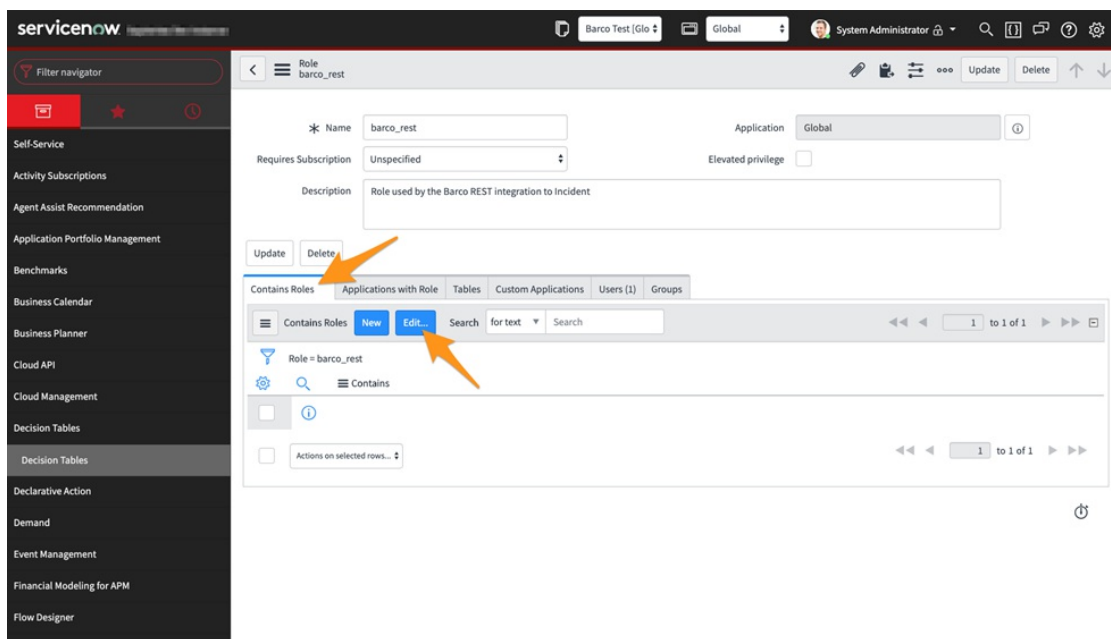 servicenow
Barco Test [Glo
Global
System Administrator
Filter navigator
Role
barco_rest
Update
Delete
Self-Service
Activity Subscriptions
Agent Assist Recommendation
Application Portfolio Management
Benchmarks
Business Calendar
Business Planner
Cloud API
Cloud Management
Decision Tables
Decision Tables
Declarative Action
Demand
Event Management
Financial Modeling for APM
Flow Designer
Name barco_rest
Application Global
Requires Subscription Unspecified
Elevated privilege
Description Role used by the Barco REST integration to Incident
Update Delete
Contains Roles Applications with Role Tables Custom Applications Users (1) Groups
Contains Roles New Edit... Search for text Search 1 to 1 of 1
Role = barco_rest
Contains
Actions on selected rows... 1 to 1 of 1